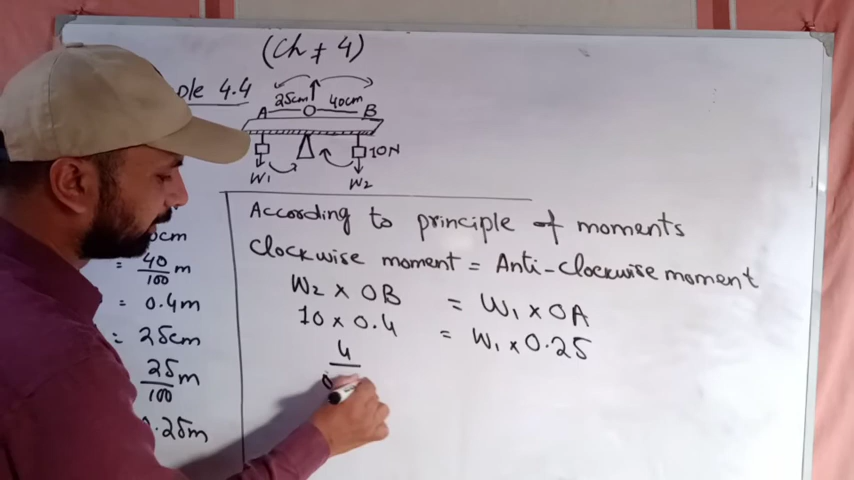 (Ch # 4)
ple 4.4
25cm 40cm
A O B
10N
W1 W2
According to principle of moments
Clockwise moment = Anti-clockwise moment
W2 × OB = W1 × OA
10 × 0.4 = W1 × 0.25
4
0cm
= 40/100 m
= 0.4m
= 25cm
25/100 m
0.25m